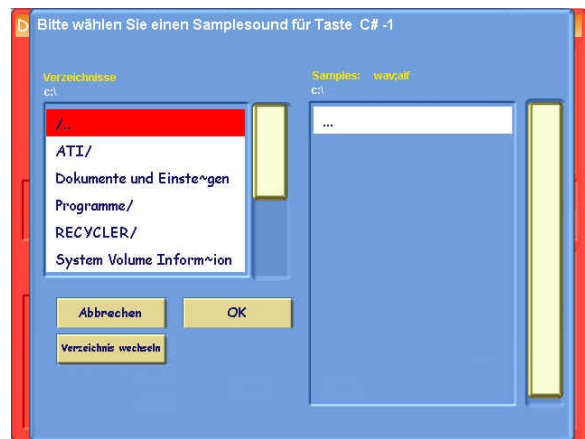 D
Bitte wählen Sie einen Samplesound für Taste C# -1
Verzeichnisse
c:\
/..
ATI/
Dokumente und Einste~gen
Programme/
RECYCLER/
System Volume Inform~ion
Abbrechen
OK
Verzeichnis wechseln
Samples: wav;aif
c:\
...